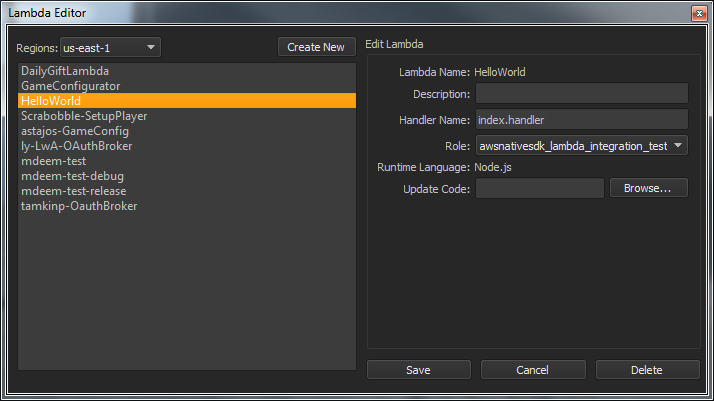 Lambda Editor
Regions: us-east-1
Create New
DailyGiftLambda
GameConfigurator
HelloWorld
Scrabobble-SetupPlayer
astajos-GameConfig
ly-LwA-OAuthBroker
mdeem-test
mdeem-test-debug
mdeem-test-release
tamkinp-OauthBroker
Edit Lambda
Lambda Name: HelloWorld
Description:
Handler Name: index.handler
Role: awsnativesdk_lambda_integration_test
Runtime Language: Node.js
Update Code: Browse...
Save Cancel Delete